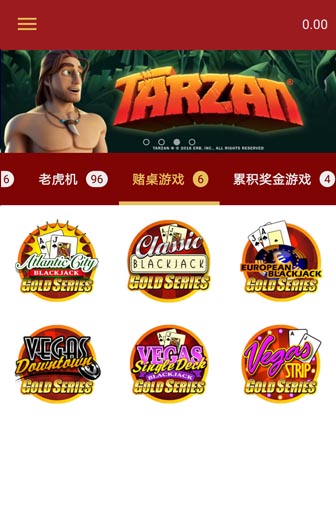 0.00
TARZAN
TARZAN ® © 2016 ERB, INC., ALL RIGHTS RESERVED
6
老虎机 96
赌桌游戏 6
累积奖金游戏 4
Atlantic City
BLACKJACK
GOLD SERIES
Classic
BLACKJACK
GOLD SERIES
EUROPEAN
BLACKJACK
GOLD SERIES
VEGAS
Downtown
GOLD SERIES
VEGAS
Single Deck
BLACKJACK
GOLD SERIES
Vegas
STRIP
GOLD SERIES